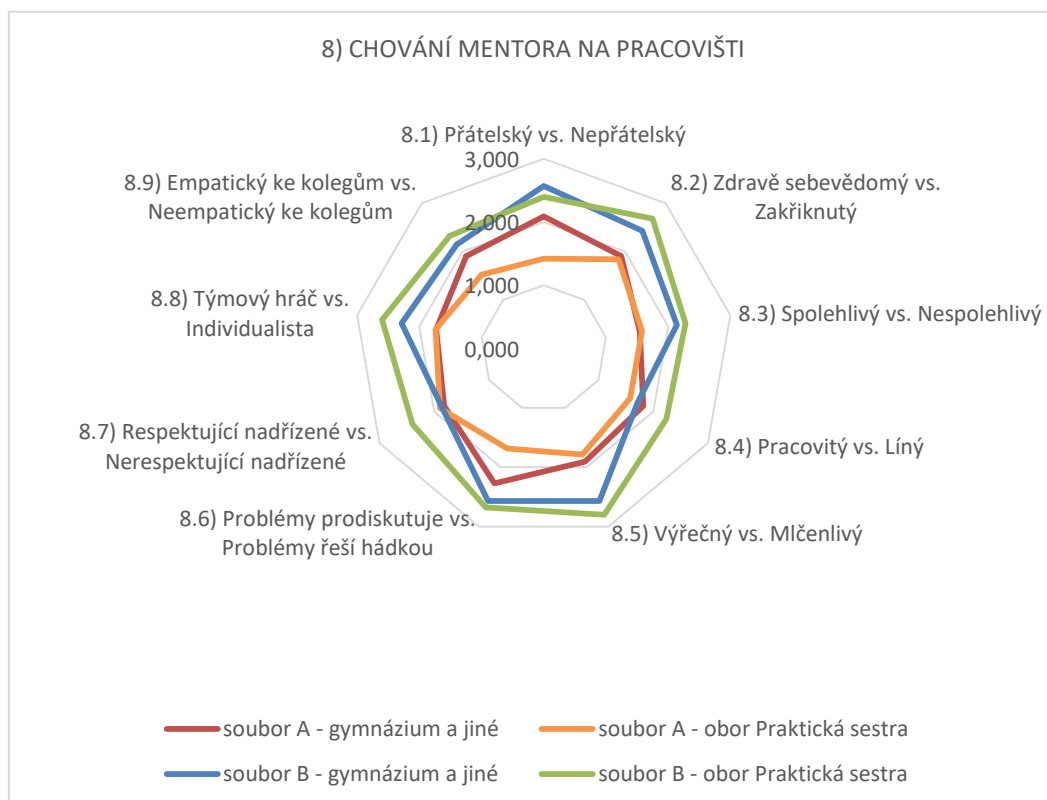 8) CHOVÁNÍ MENTORA NA PRACOVIŠTI
8.1) Přátelský vs. Nepřátelský
3,000
2,000
1,000
0,000
8.2) Zdravě sebevědomý vs.
Zakřiknutý
8.3) Spolehlivý vs. Nespolehlivý
8.4) Pracovitý vs. Líný
8.5) Výřečný vs. Mlčenlivý
8.6) Problémy prodiskutuje vs.
Problémy řeší hádkou
8.7) Respektující nadřízené vs.
Nerespektující nadřízené
8.8) Týmový hráč vs.
Individualista
8.9) Empatický ke kolegům vs.
Neempatický ke kolegům
soubor A - gymnázium a jiné
soubor A - obor Praktická sestra
soubor B - gymnázium a jiné
soubor B - obor Praktická sestra